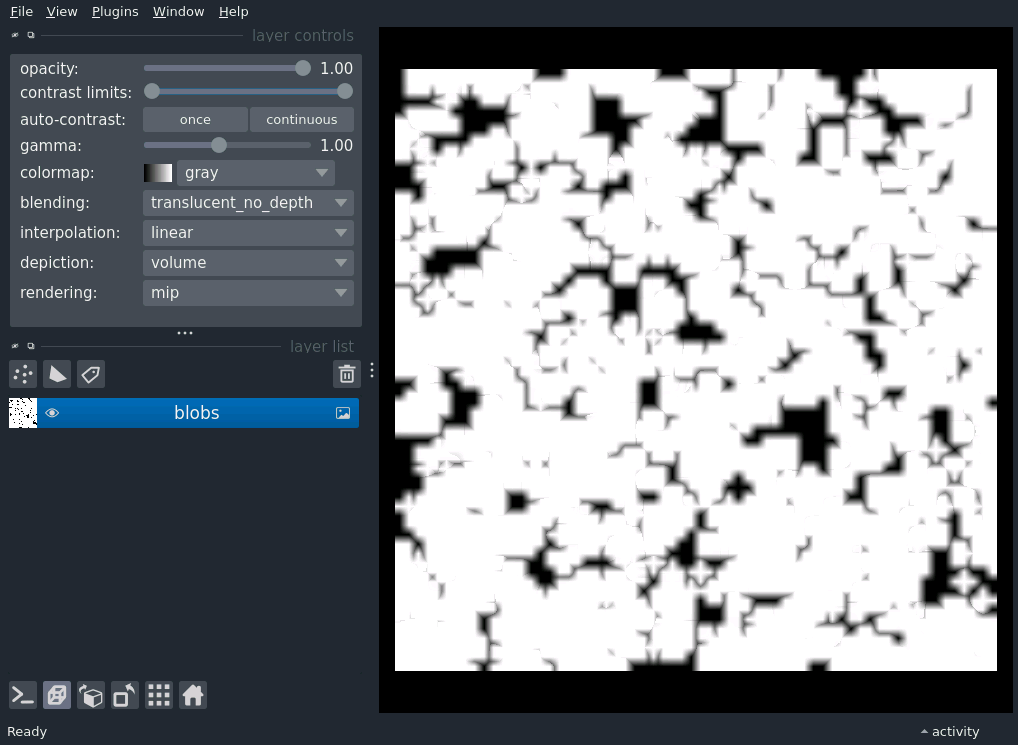 File View Plugins Window Help
layer controls
opacity: 1.00
contrast limits:
auto-contrast: once continuous
gamma: 1.00
colormap: gray
blending: translucent_no_depth
interpolation: linear
depiction: volume
rendering: mip
layer list
blobs
Ready
activity